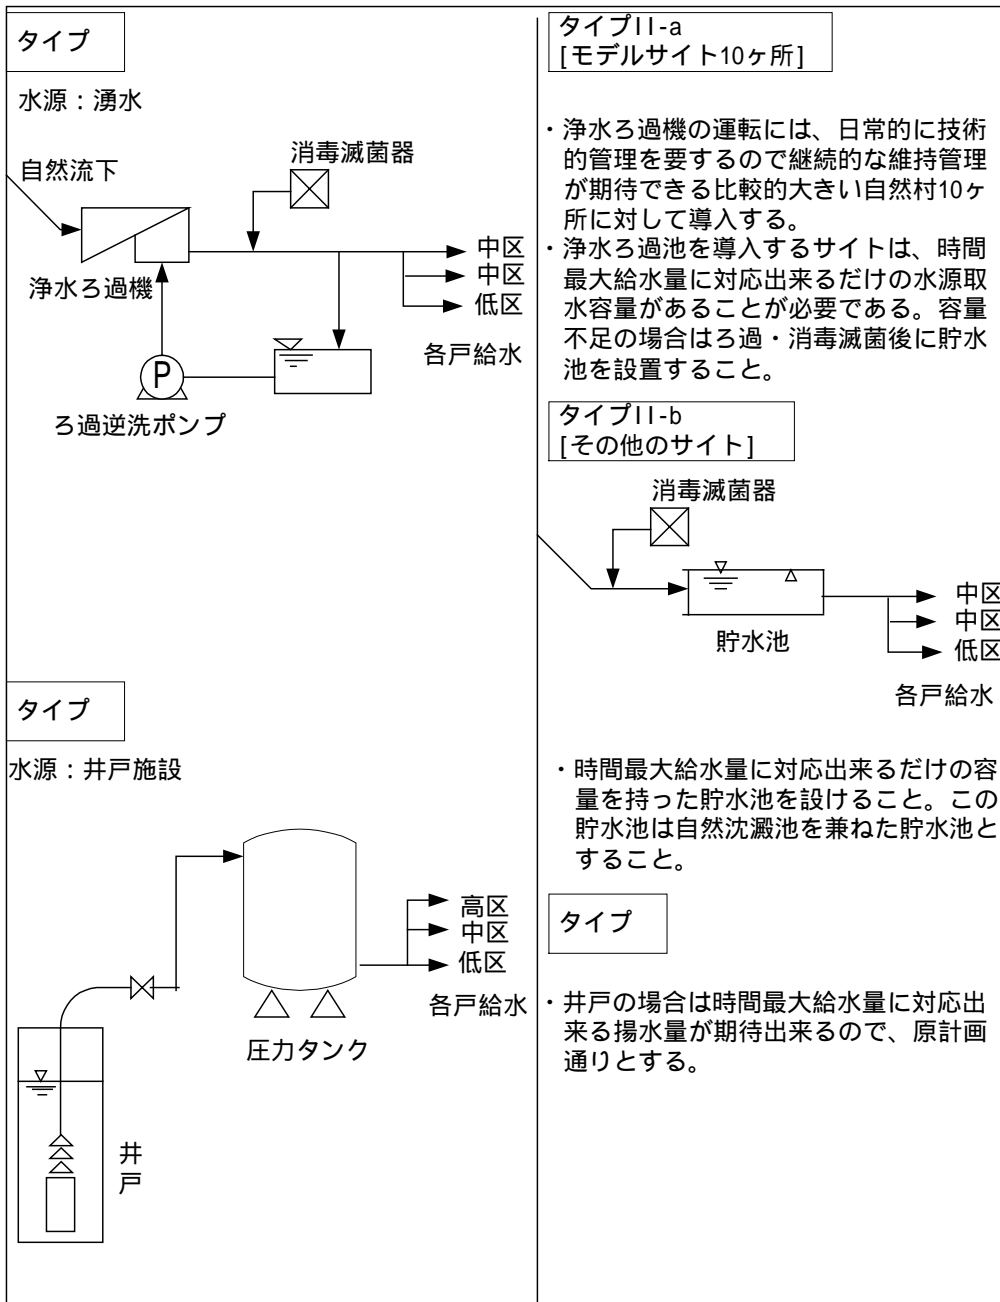 タイプ
水源：湧水
自然流下
消毒滅菌器
浄水ろ過機
中区
中区
低区
各戸給水
P
ろ過逆洗ポンプ
タイプ
水源：井戸施設
高区
中区
低区
各戸給水
圧力タンク
井
戸
タイプII-a
[モデルサイト10ヶ所]
・浄水ろ過機の運転には、日常的に技術
的管理を要するので継続的な維持管理
が期待できる比較的大きい自然村10ヶ
所に対して導入する。
・浄水ろ過池を導入するサイトは、時間
最大給水量に対応出来るだけの水源取
水容量があることが必要である。容量
不足の場合はろ過・消毒滅菌後に貯水
池を設置すること。
タイプII-b
[その他のサイト]
消毒滅菌器
貯水池
中区
中区
低区
各戸給水
・時間最大給水量に対応出来るだけの容
量を持った貯水池を設けること。この
貯水池は自然沈澱池を兼ねた貯水池と
すること。
タイプ
・井戸の場合は時間最大給水量に対応出
来る揚水量が期待出来るので、原計画
通りとする。